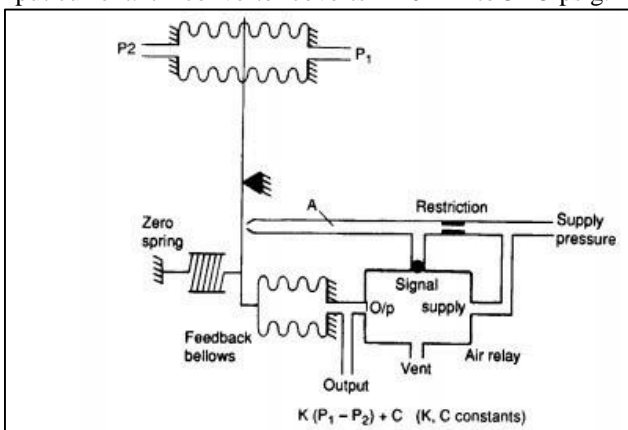 P2
P1
A
Restriction
Supply
pressure
Zero
spring
Signal
O/p
supply
Feedback
bellows
Vent
Air relay
Output
K (P1 – P2) + C (K, C constants)